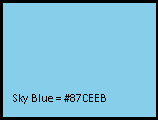 Sky Blue = #87CEEB